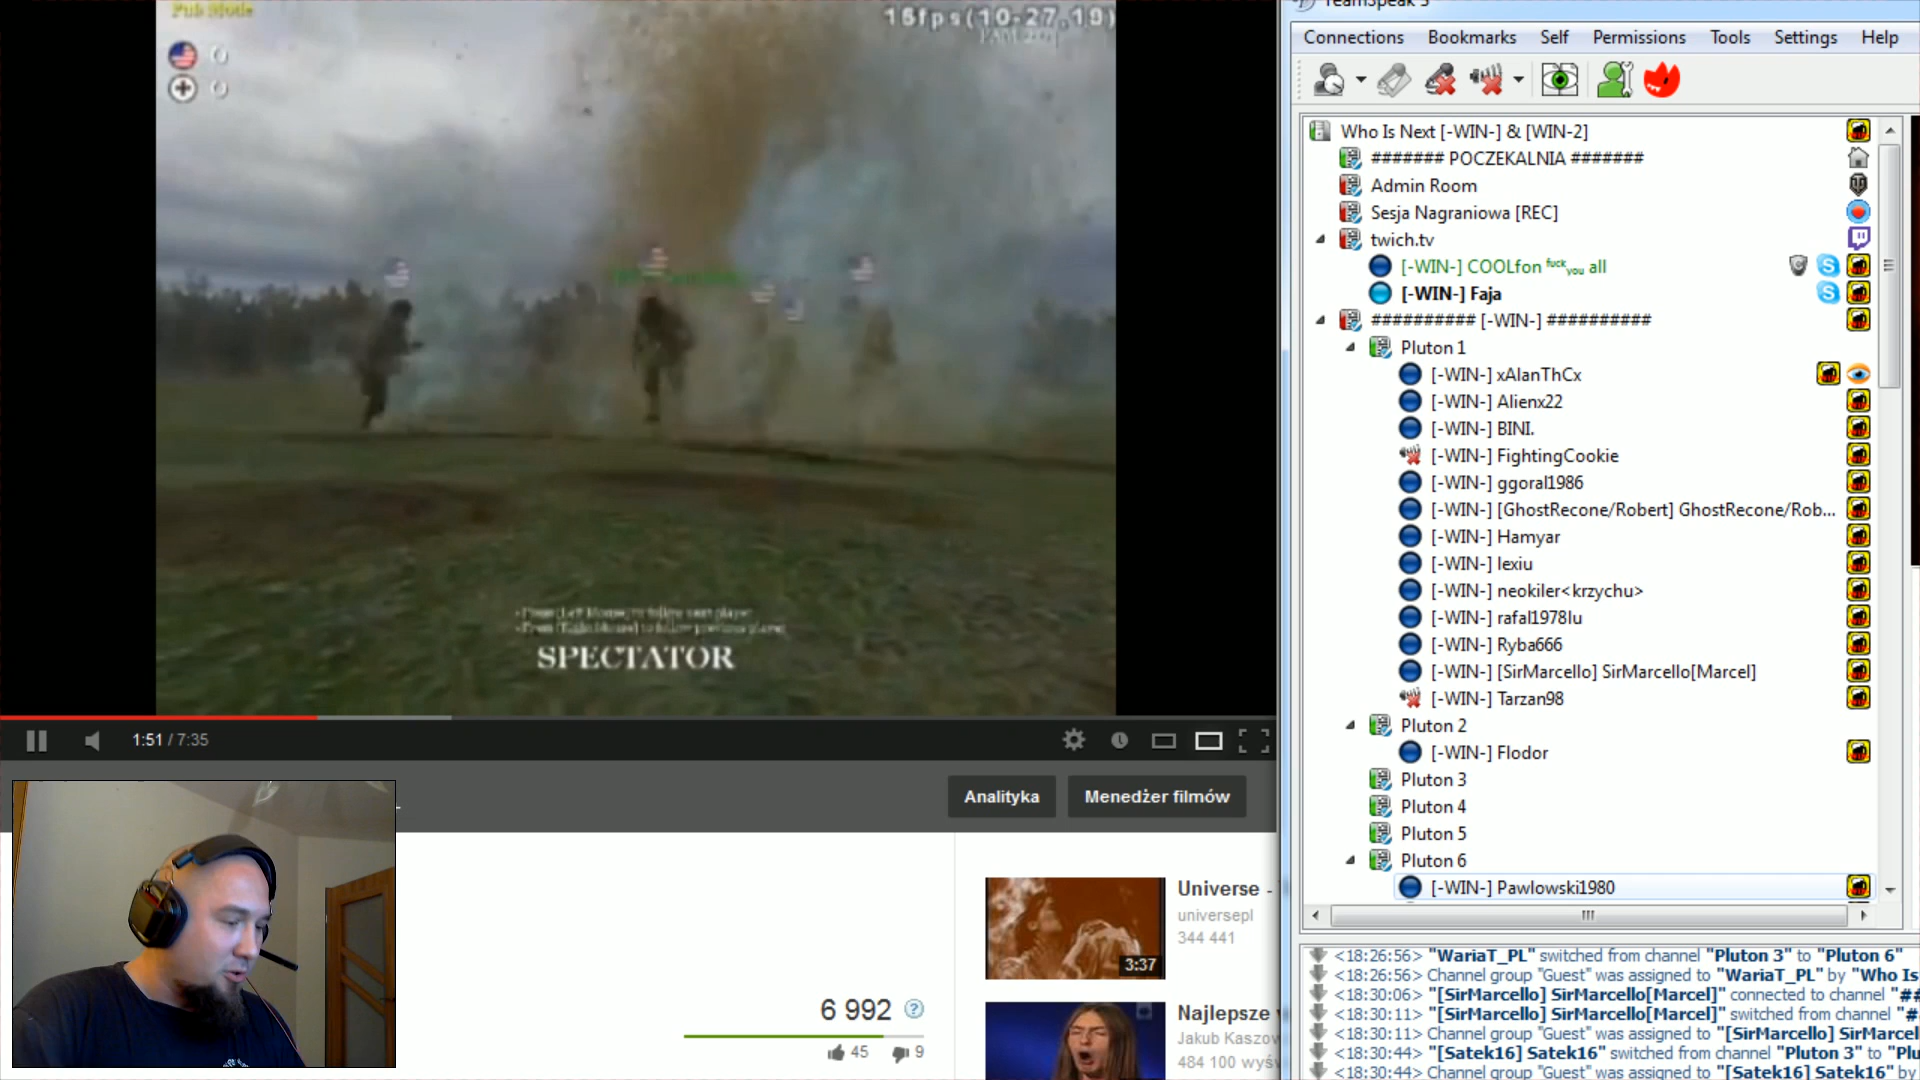 Pub Mode
16fps(10-27,19)
0
0
SPECTATOR
1:51 / 7:35
Analityka
Menedżer filmów
6 992
?
45
9
3:37
Universe -
universepl
344 441
Najlepsze
Jakub Kaszow
484 100 wyśw
TeamSpeak 3
Connections Bookmarks Self Permissions Tools Settings Help
Who Is Next [-WIN-] & [WIN-2]
####### POCZEKALNIA #######
Admin Room
Sesja Nagraniowa [REC]
twich.tv
[-WIN-] COOLfon fuck you all
[-WIN-] Faja
########## [-WIN-] ##########
Pluton 1
[-WIN-] xAlanThCx
[-WIN-] Alienx22
[-WIN-] BINI.
[-WIN-] FightingCookie
[-WIN-] ggoral1986
[-WIN-] [GhostRecone/Robert] GhostRecone/Rob...
[-WIN-] Hamyar
[-WIN-] lexiu
[-WIN-] neokiler<krzychu>
[-WIN-] rafal1978lu
[-WIN-] Ryba666
[-WIN-] [SirMarcello] SirMarcello[Marcel]
[-WIN-] Tarzan98
Pluton 2
[-WIN-] Flodor
Pluton 3
Pluton 4
Pluton 5
Pluton 6
[-WIN-] Pawlowski1980
<18:26:56> "WariaT_PL" switched from channel "Pluton 3" to "Pluton 6"
<18:26:56> Channel group "Guest" was assigned to "WariaT_PL" by "Who Is
<18:30:06> "[SirMarcello] SirMarcello[Marcel]" connected to channel "##
<18:30:11> "[SirMarcello] SirMarcello[Marcel]" switched from channel "#
<18:30:11> Channel group "Guest" was assigned to "[SirMarcello] SirMarcel
<18:30:44> "[Satek16] Satek16" switched from channel "Pluton 3" to "Plu
<18:30:44> Channel group "Guest" was assigned to "[Satek16] Satek16" by